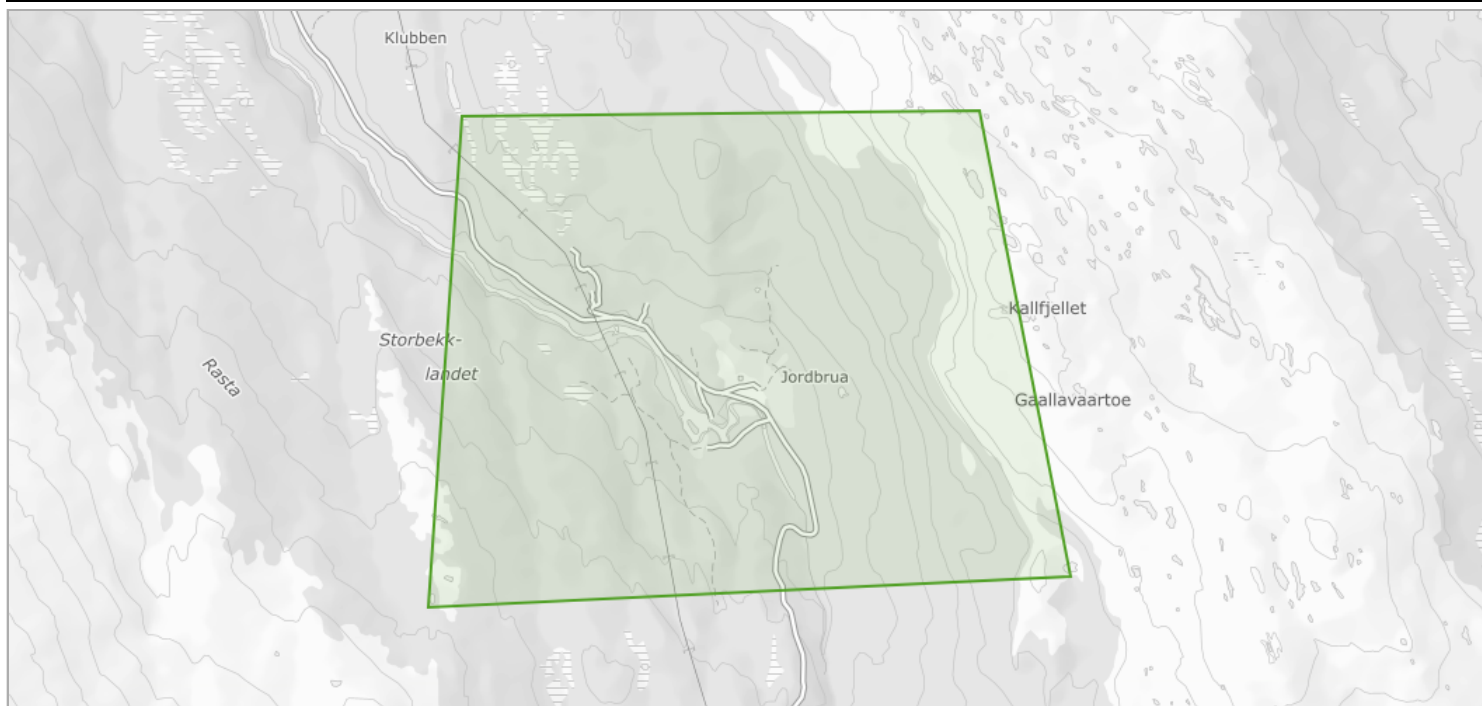 Klubben
Kallfjellet
Storbekk-
landet
Rasta
Jordbrua
Gaallavaartoe